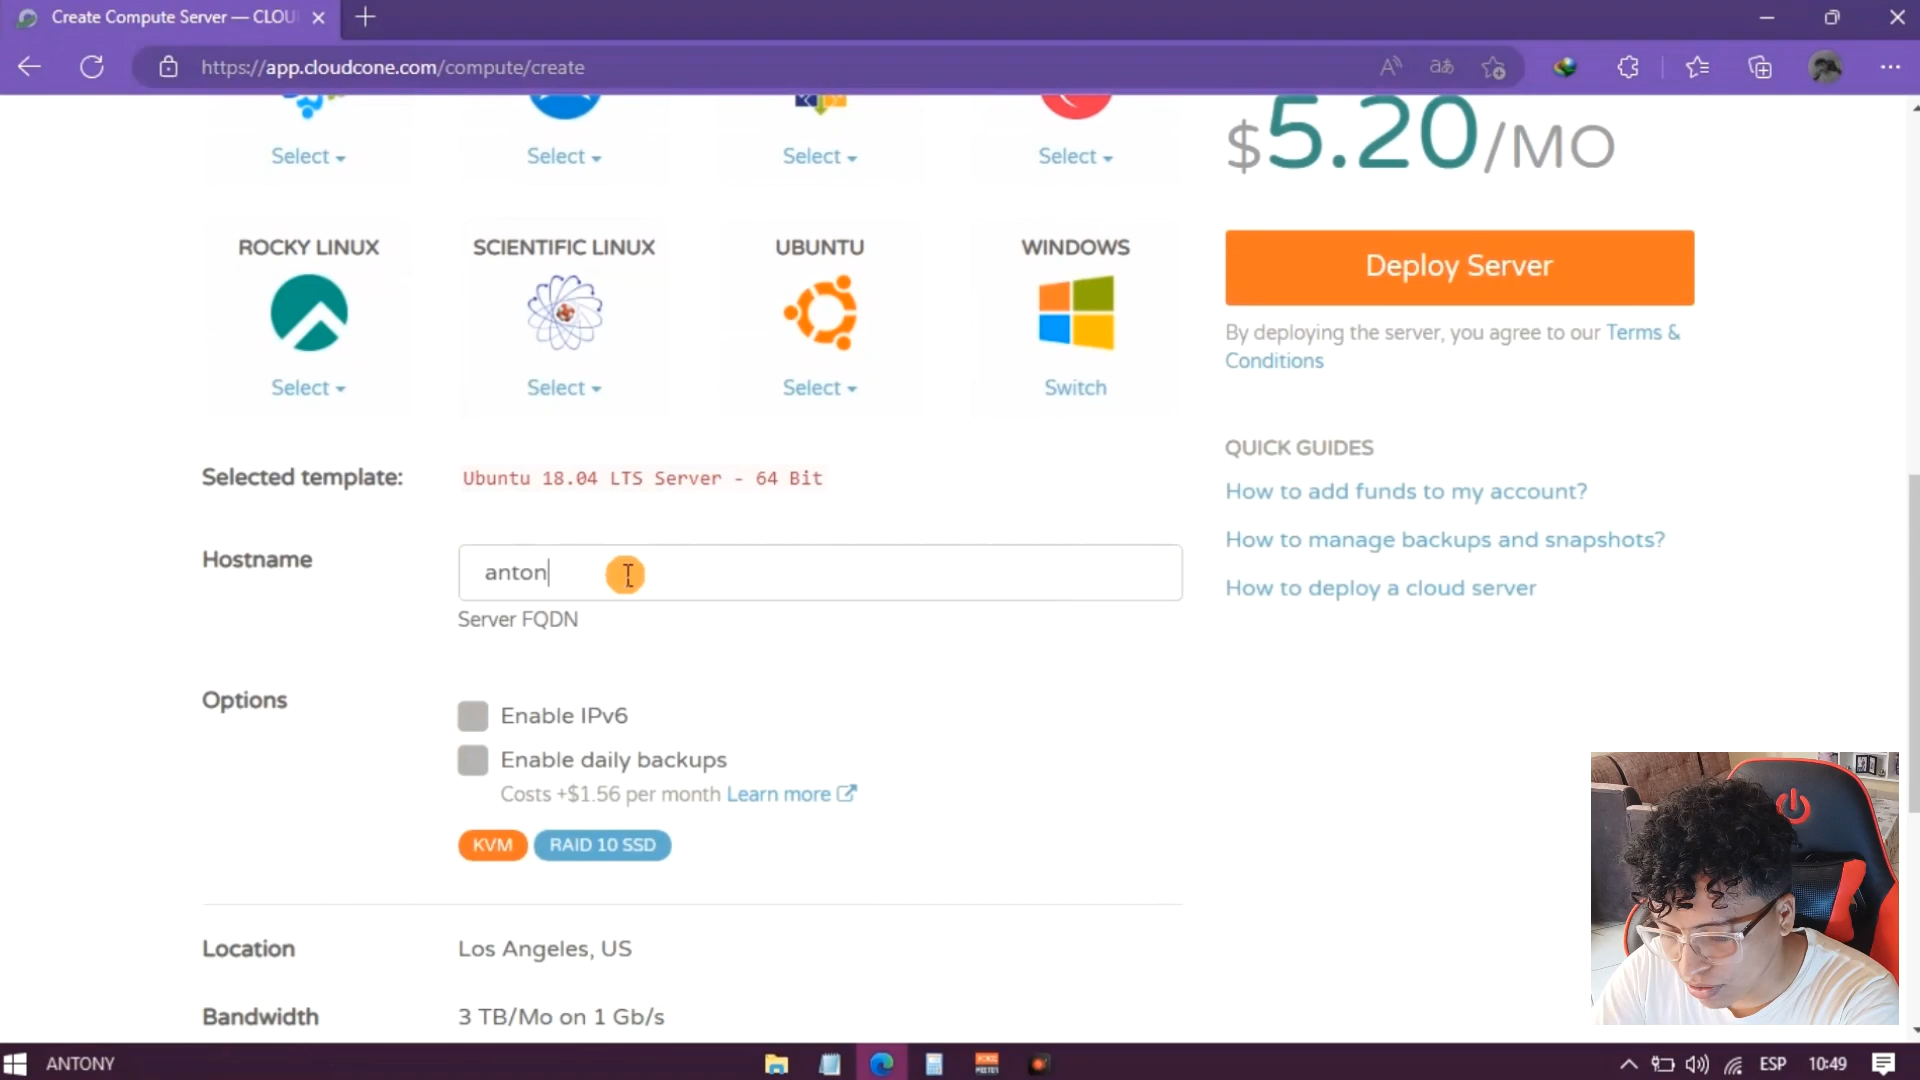 Create Compute Server — CLOU
https://app.cloudcone.com/compute/create
Select
Select
Select
Select
$5.20/MO
ROCKY LINUX
SCIENTIFIC LINUX
UBUNTU
WINDOWS
Select
Select
Select
Switch
Deploy Server
By deploying the server, you agree to our Terms &
Conditions
Selected template:
Ubuntu 18.04 LTS Server - 64 Bit
Hostname
anton
Server FQDN
QUICK GUIDES
How to add funds to my account?
How to manage backups and snapshots?
How to deploy a cloud server
Options
Enable IPv6
Enable daily backups
Costs +$1.56 per month Learn more
KVM
RAID 10 SSD
Location
Los Angeles, US
Bandwidth
3 TB/Mo on 1 Gb/s
ANTONY
ESP
10:49